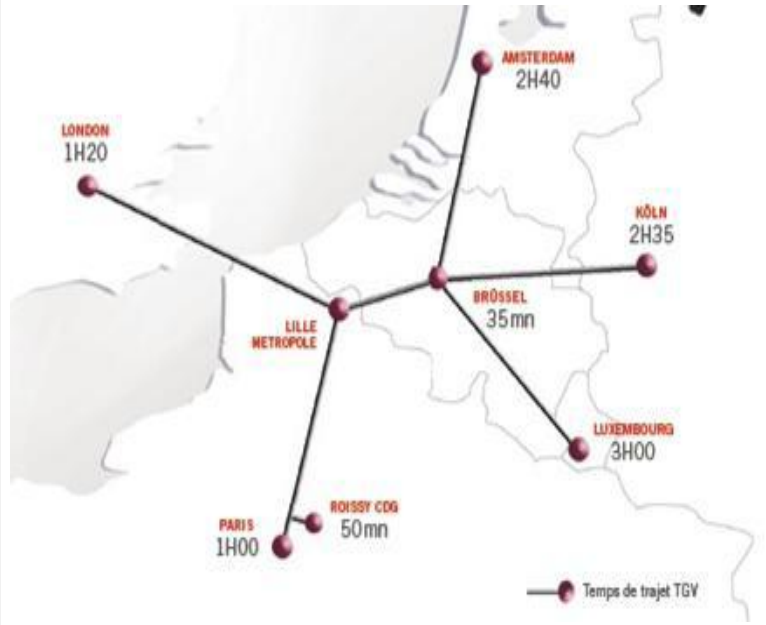 AMSTERDAM
2H40
LONDON
1H20
KÖLN
2H35
BRÜSSEL
35mn
LILLE
METROPOLE
LUXEMBOURG
3H00
ROISSY CDG
50mn
PARIS
1H00
Temps de trajet TGV